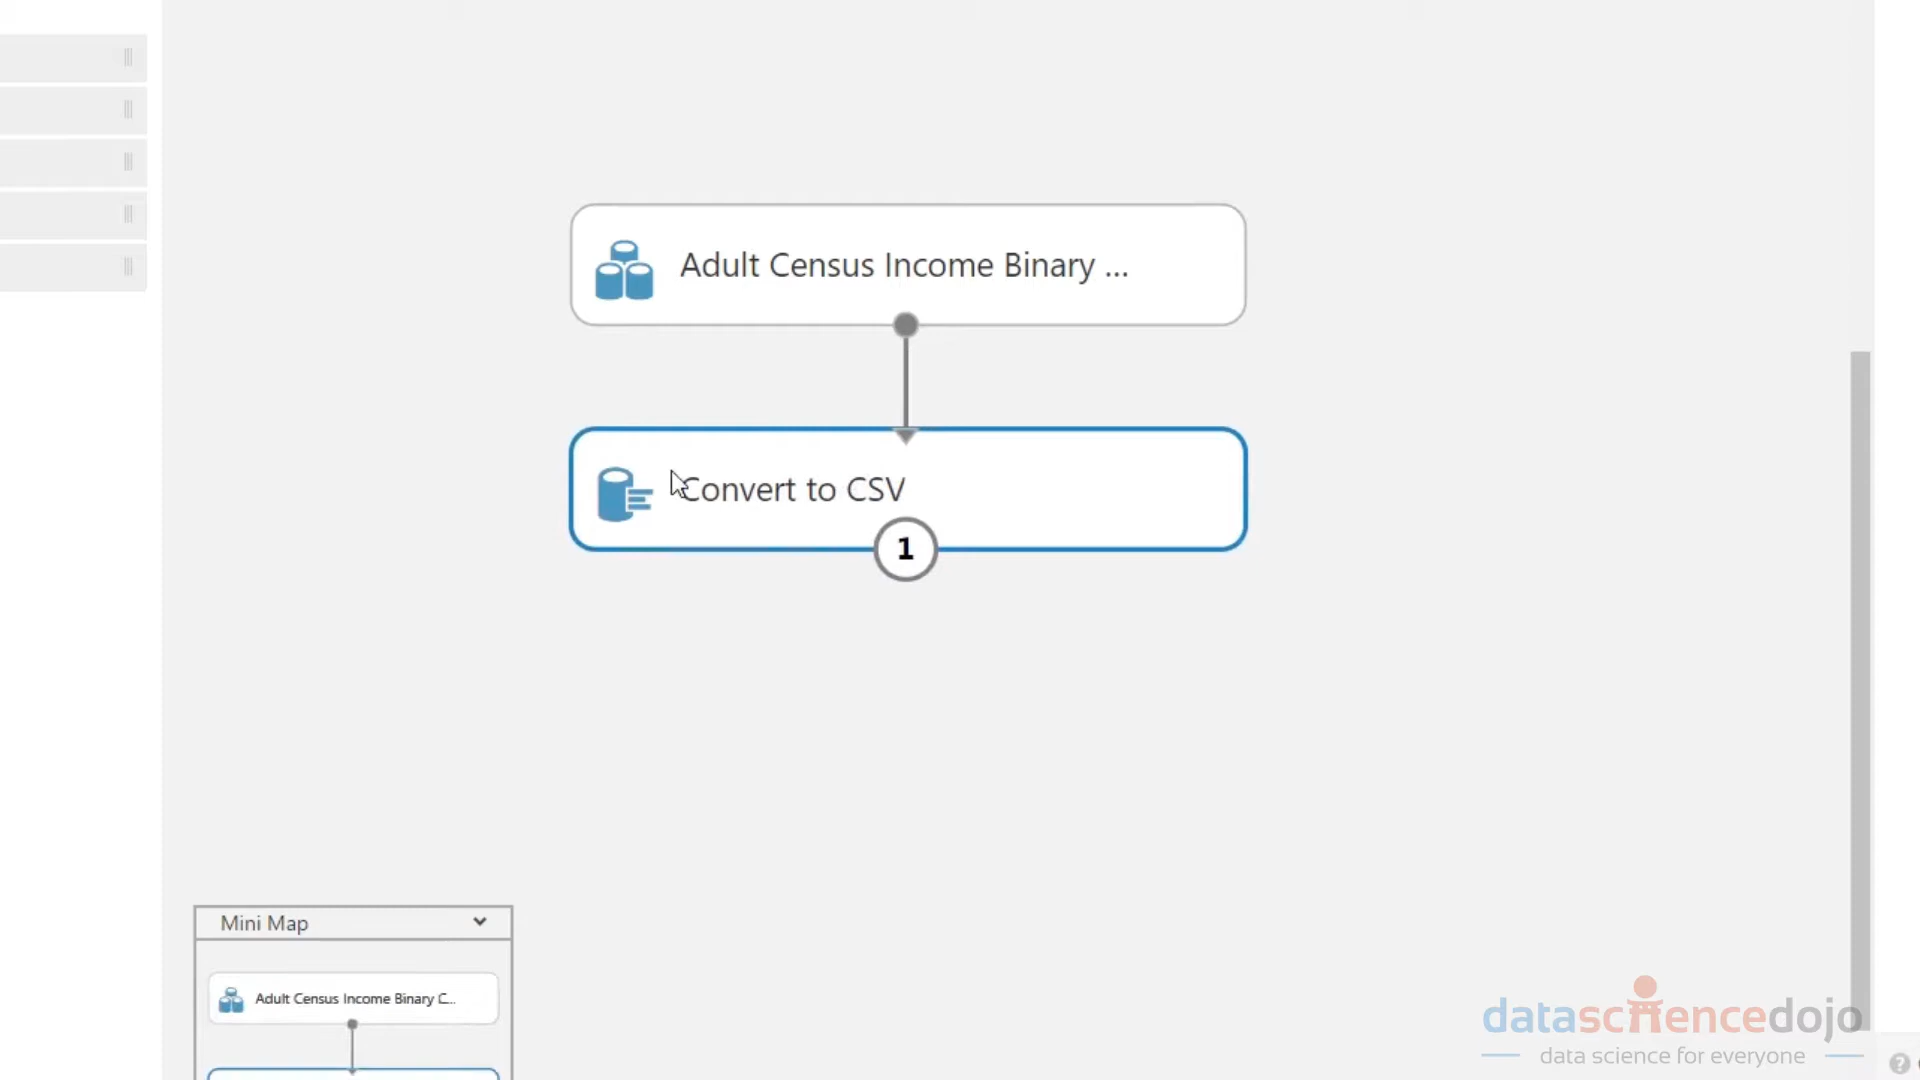 Adult Census Income Binary ...
Convert to CSV
1
Mini Map
Adult Census Income Binary C...
datasciencedojo
data science for everyone
?